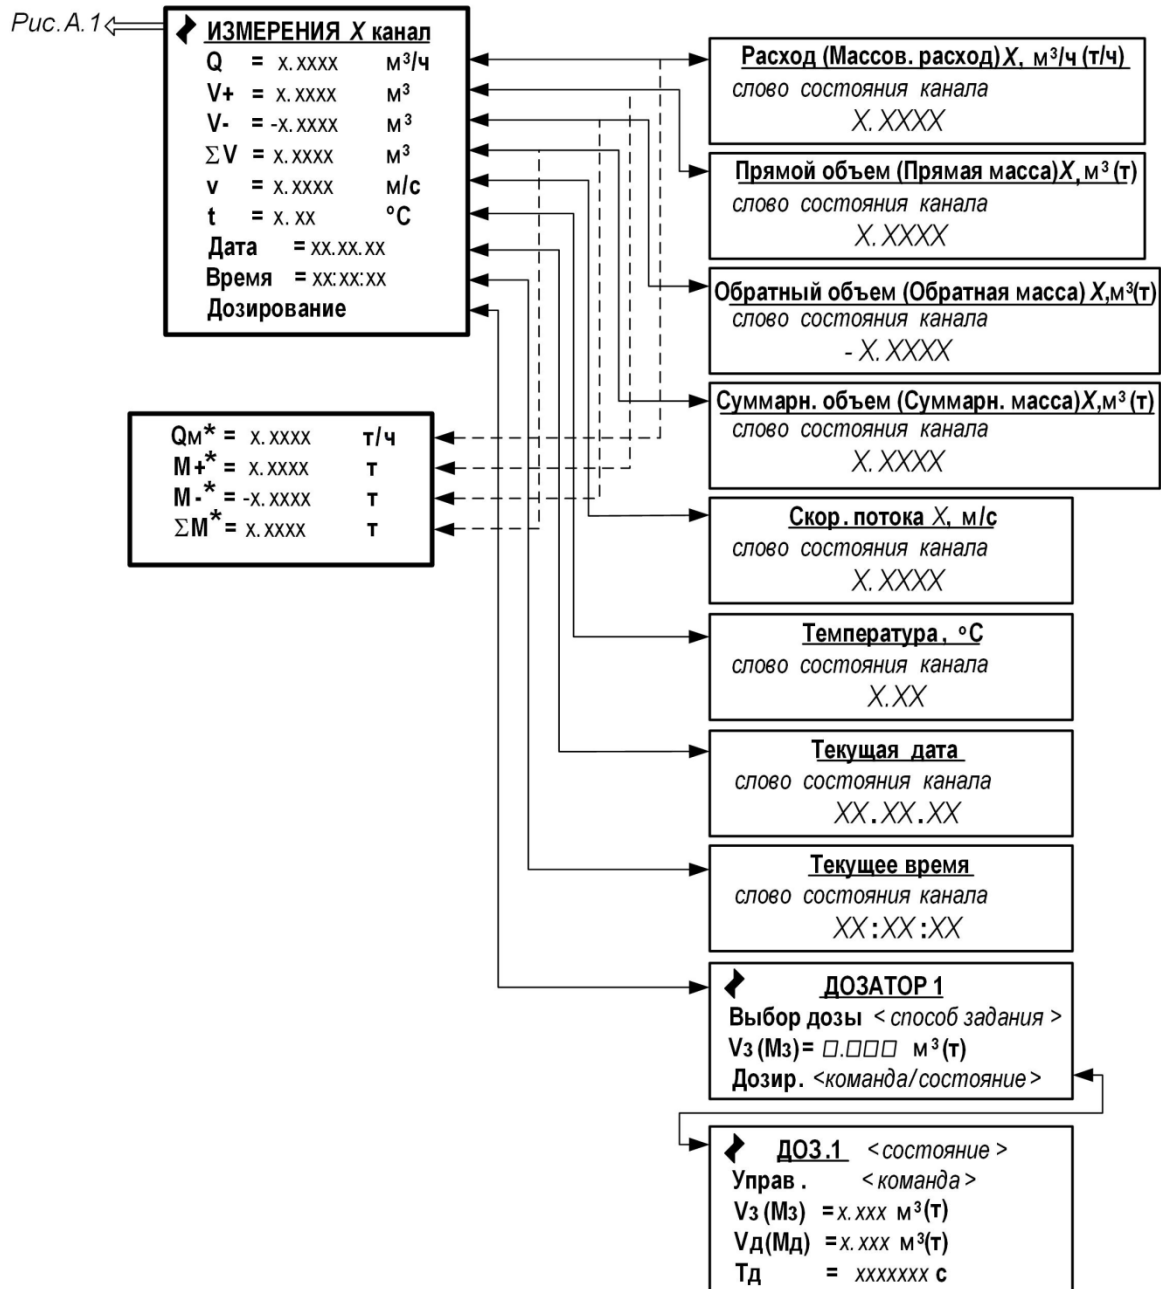 Рис.А.1
ИЗМЕРЕНИЯ X канал
Q = x.xxxx м³/ч
V+ = x.xxxx м³
V- = -x.xxxx м³
ΣV = x.xxxx м³
v = x.xxxx м/с
t = x.xx °C
Дата = xx.xx.xx
Время = xx:xx:xx
Дозирование
Qм* = x.xxxx т/ч
M+* = x.xxxx т
M-* = -x.xxxx т
ΣM* = x.xxxx т
Расход (Массов. расход) X, м³/ч (т/ч)
слово состояния канала
X.XXXX
Прямой объем (Прямая масса)X, м³ (т)
слово состояния канала
X.XXXX
Обратный объем (Обратная масса) X,м³(т)
слово состояния канала
-X.XXXX
Суммарн. объем (Суммарн. масса)X,м³ (т)
слово состояния канала
X.XXXX
Скор. потока X, м/с
слово состояния канала
X.XXXX
Температура, °C
слово состояния канала
X.XX
Текущая дата
слово состояния канала
XX.XX.XX
Текущее время
слово состояния канала
XX:XX:XX
ДОЗАТОР 1
Выбор дозы <способ задания>
Vз (Mз)= □.□□□ м³(т)
Дозир. <команда/состояние>
ДОЗ.1 <состояние>
Управ. <команда>
Vз (Mз) =x.xxx м³(т)
Vд(Mд) =x.xxx м³(т)
Tд = xxxxxxx с